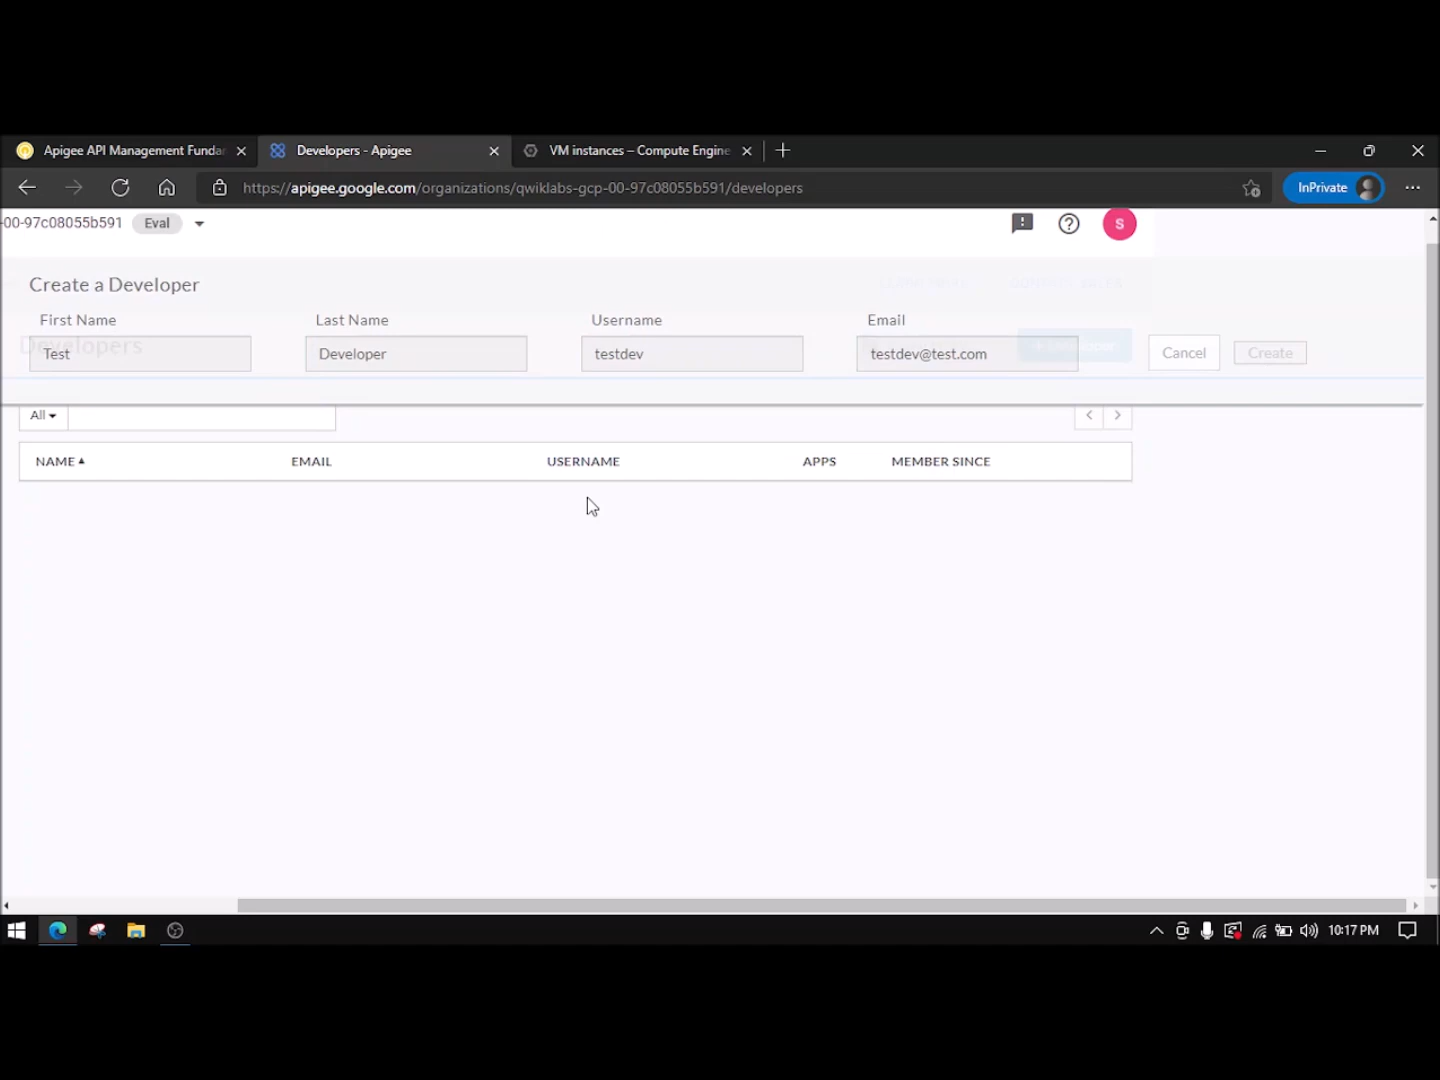 Apigee API Management Funda
Developers - Apigee
VM instances – Compute Engine
https://apigee.google.com/organizations/qwiklabs-gcp-00-97c08055b591/developers
InPrivate
-00-97c08055b591
Eval
S
Create a Developer
First Name
Last Name
Username
Email
Developers
Test
Developer
testdev
testdev@test.com
Cancel
Create
All
NAME
EMAIL
USERNAME
APPS
MEMBER SINCE
10:17 PM